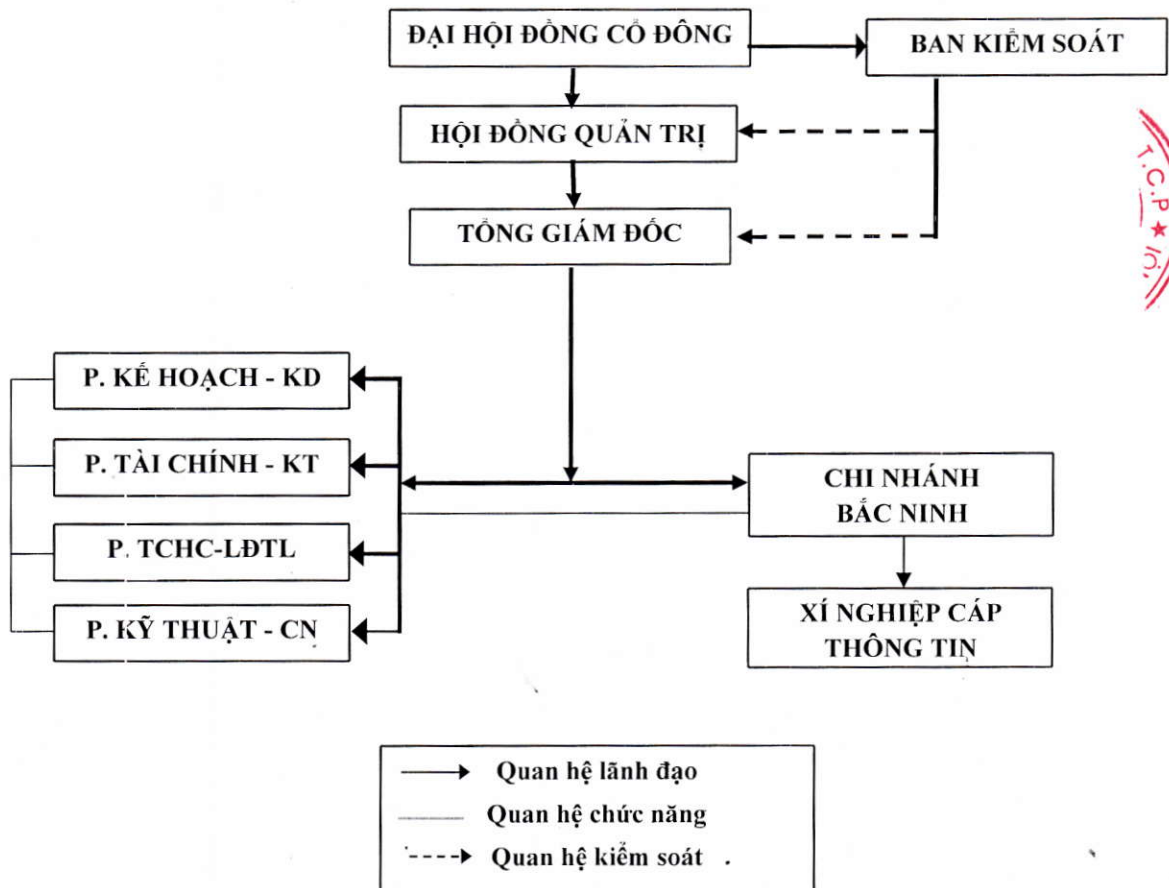 ĐẠI HỘI ĐỒNG CỔ ĐÔNG
BAN KIỂM SOÁT
HỘI ĐỒNG QUẢN TRỊ
TỔNG GIÁM ĐỐC
T.C.P ★
P. KẾ HOẠCH - KD
P. TÀI CHÍNH - KT
P. TCHC-LĐTL
P. KỸ THUẬT - CN
CHI NHÁNH
BẮC NINH
XÍ NGHIỆP CÁP
THÔNG TIN
Quan hệ lãnh đạo
Quan hệ chức năng
Quan hệ kiểm soát